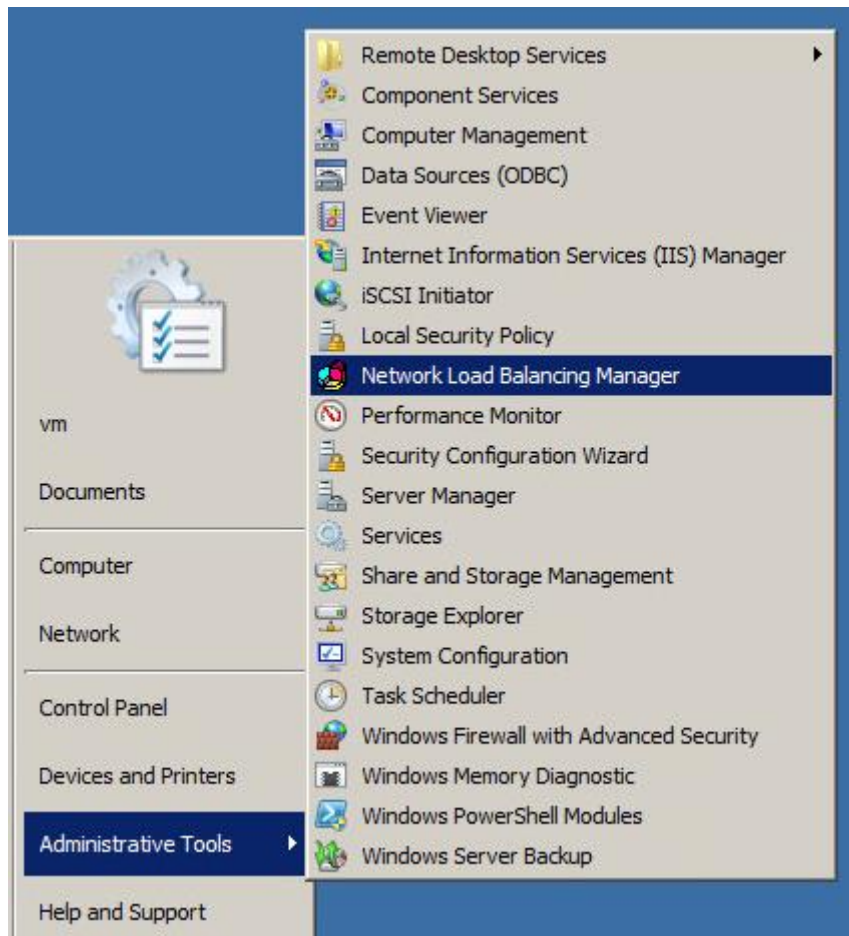 Remote Desktop Services
Component Services
Computer Management
Data Sources (ODBC)
Event Viewer
Internet Information Services (IIS) Manager
iSCSI Initiator
Local Security Policy
Network Load Balancing Manager
Performance Monitor
Security Configuration Wizard
Server Manager
Services
Share and Storage Management
Storage Explorer
System Configuration
Task Scheduler
Windows Firewall with Advanced Security
Windows Memory Diagnostic
Windows PowerShell Modules
Windows Server Backup
vm
Documents
Computer
Network
Control Panel
Devices and Printers
Administrative Tools
Help and Support